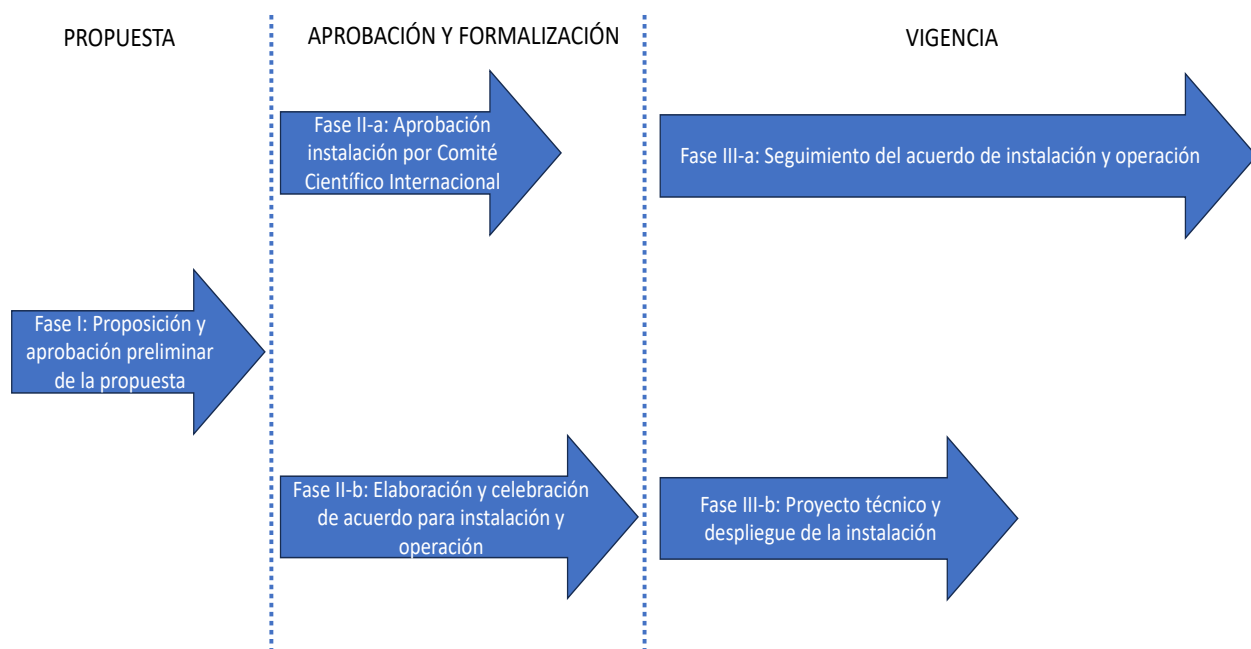 PROPUESTA
APROBACIÓN Y FORMALIZACIÓN
VIGENCIA
Fase II-a: Aprobación
instalación por Comité
Científico Internacional
Fase III-a: Seguimiento del acuerdo de instalación y operación
Fase I: Proposición y
aprobación preliminar
de la propuesta
Fase II-b: Elaboración y celebración
de acuerdo para instalación y
operación
Fase III-b: Proyecto técnico y
despliegue de la instalación